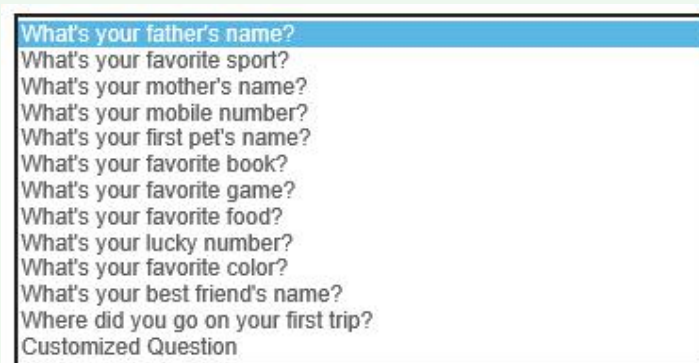 What's your father's name?
What's your favorite sport?
What's your mother's name?
What's your mobile number?
What's your first pet's name?
What's your favorite book?
What's your favorite game?
What's your favorite food?
What's your lucky number?
What's your favorite color?
What's your best friend's name?
Where did you go on your first trip?
Customized Question